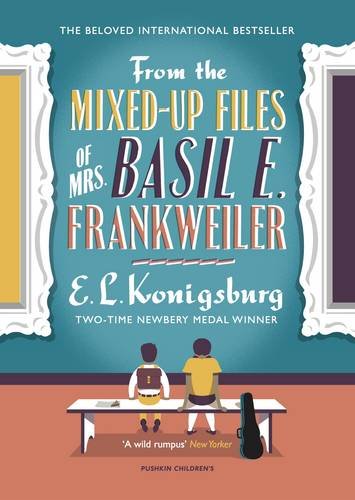 THE BELOVED INTERNATIONAL BESTSELLER
From the
MIXED-UP FILES
OF MRS. BASIL E.
FRANKWEILER
E. L. Konigsburg
TWO-TIME NEWBERY MEDAL WINNER
‘A wild rumpus’ New Yorker
PUSHKIN CHILDREN'S